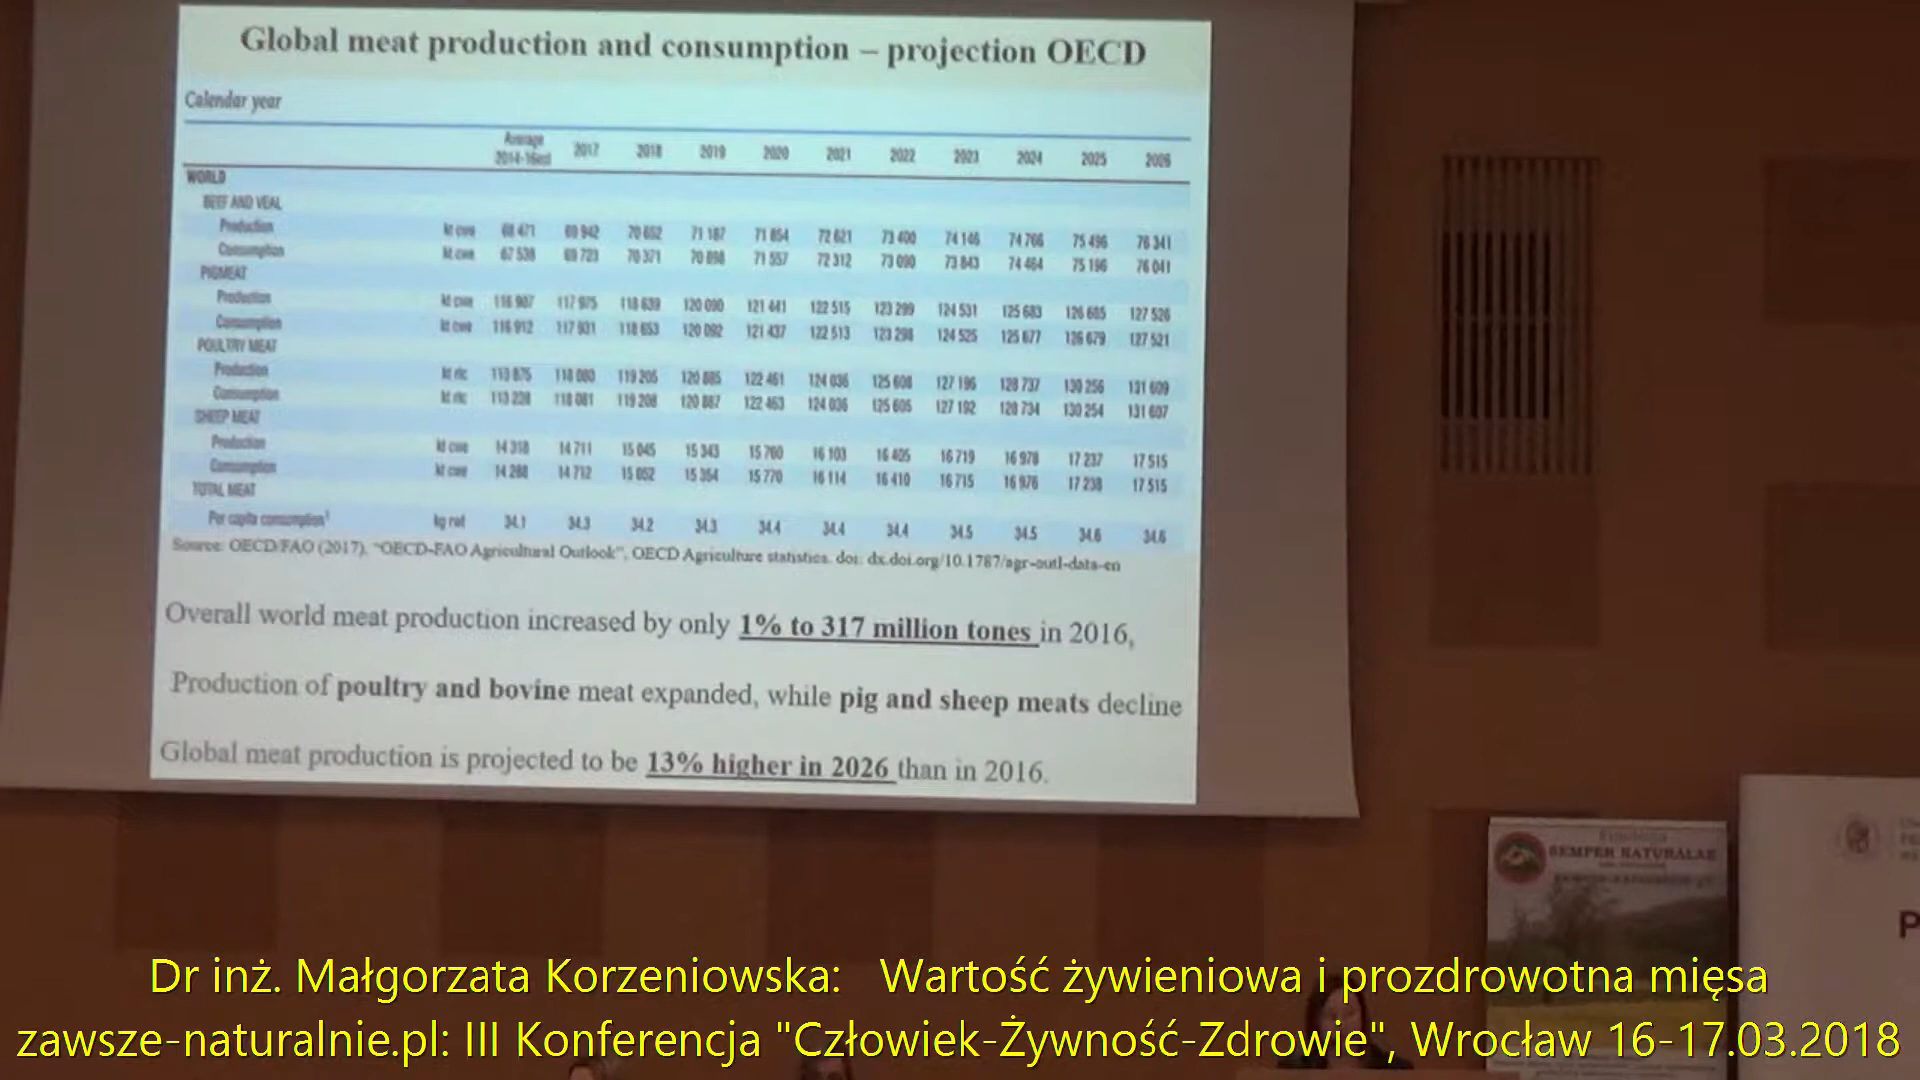 Global meat production and consumption – projection OECD
Calendar year
Average 2014-16est 2017 2018 2019 2020 2021 2022 2023 2024 2025 2026
WORLD
BEEF AND VEAL
Production kt cwe 68 471 69 942 70 652 71 187 71 854 72 621 73 400 74 146 74 766 75 496 76 341
Consumption kt cwe 67 538 69 723 70 371 70 898 71 557 72 312 73 090 73 843 74 464 75 196 76 041
PIGMEAT
Production kt cwe 116 907 117 975 118 639 120 090 121 441 122 515 123 299 124 531 125 683 126 685 127 526
Consumption kt cwe 116 912 117 931 118 653 120 092 121 437 122 513 123 298 124 525 125 677 126 679 127 521
POULTRY MEAT
Production kt rtc 113 875 118 080 119 205 120 885 122 461 124 036 125 608 127 196 128 737 130 256 131 609
Consumption kt rtc 113 228 118 081 119 208 120 887 122 463 124 036 125 605 127 192 128 734 130 254 131 607
SHEEP MEAT
Production kt cwe 14 318 14 711 15 045 15 343 15 760 16 103 16 405 16 719 16 978 17 237 17 515
Consumption kt cwe 14 268 14 712 15 052 15 354 15 770 16 114 16 410 16 715 16 976 17 238 17 515
TOTAL MEAT
Per capita consumption¹ kg rwt 34.1 34.3 34.2 34.3 34.4 34.4 34.4 34.5 34.5 34.6 34.6
Source: OECD/FAO (2017), "OECD-FAO Agricultural Outlook", OECD Agriculture statistics. doi: dx.doi.org/10.1787/agr-outl-data-en
Overall world meat production increased by only 1% to 317 million tones in 2016,
Production of poultry and bovine meat expanded, while pig and sheep meats decline
Global meat production is projected to be 13% higher in 2026 than in 2016.
SEMPER NATURALAE
P
Dr inż. Małgorzata Korzeniowska: Wartość żywieniowa i prozdrowotna mięsa
zawsze-naturalnie.pl: III Konferencja "Człowiek-Żywność-Zdrowie", Wrocław 16-17.03.2018